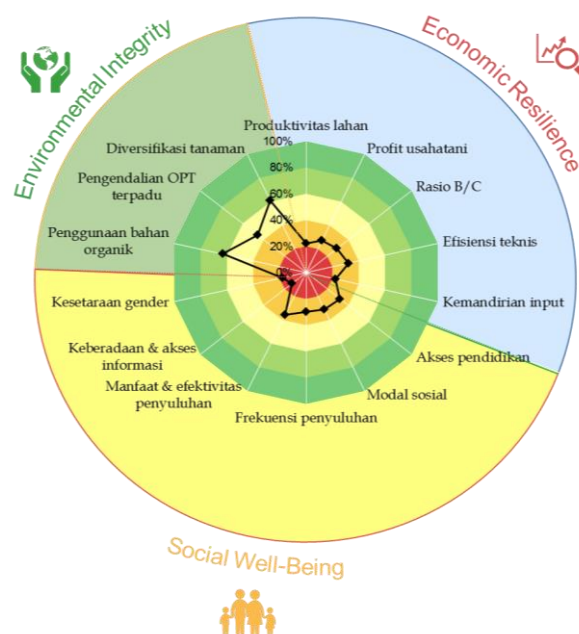 Environmental Integrity
Economic Resilience
Produktivitas lahan
100%
80%
60%
40%
20%
0%
Diversifikasi tanaman
Profit usahatani
Pengendalian OPT
terpadu
Rasio B/C
Penggunaan bahan
organik
Efisiensi teknis
Kesetaraan gender
Kemandirian input
Keberadaan & akses
informasi
Akses pendidikan
Manfaat & efektivitas
penyuluhan
Modal sosial
Frekuensi penyuluhan
Social Well-Being